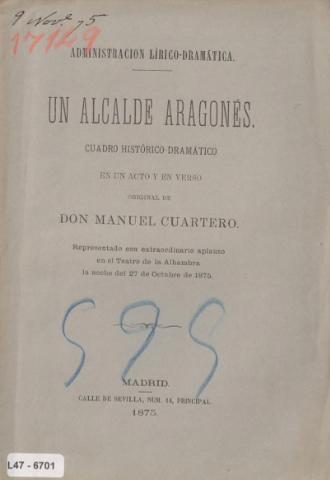 9 Nov. 75
17149
ADMINISTRACION LÍRICO-DRAMÁTICA.
UN ALCALDE ARAGONÉS.
CUADRO HISTÓRICO-DRAMÁTICO
EN UN ACTO Y EN VERSO
ORIGINAL DE
DON MANUEL CUARTERO.
Representado con extraordinario aplauso
en el Teatro de la Alhambra
la noche del 27 de Octubre de 1875.
599
MADRID.
CALLE DE SEVILLA, NUM. 14, PRINCIPAL.
1875.
L47 - 6701